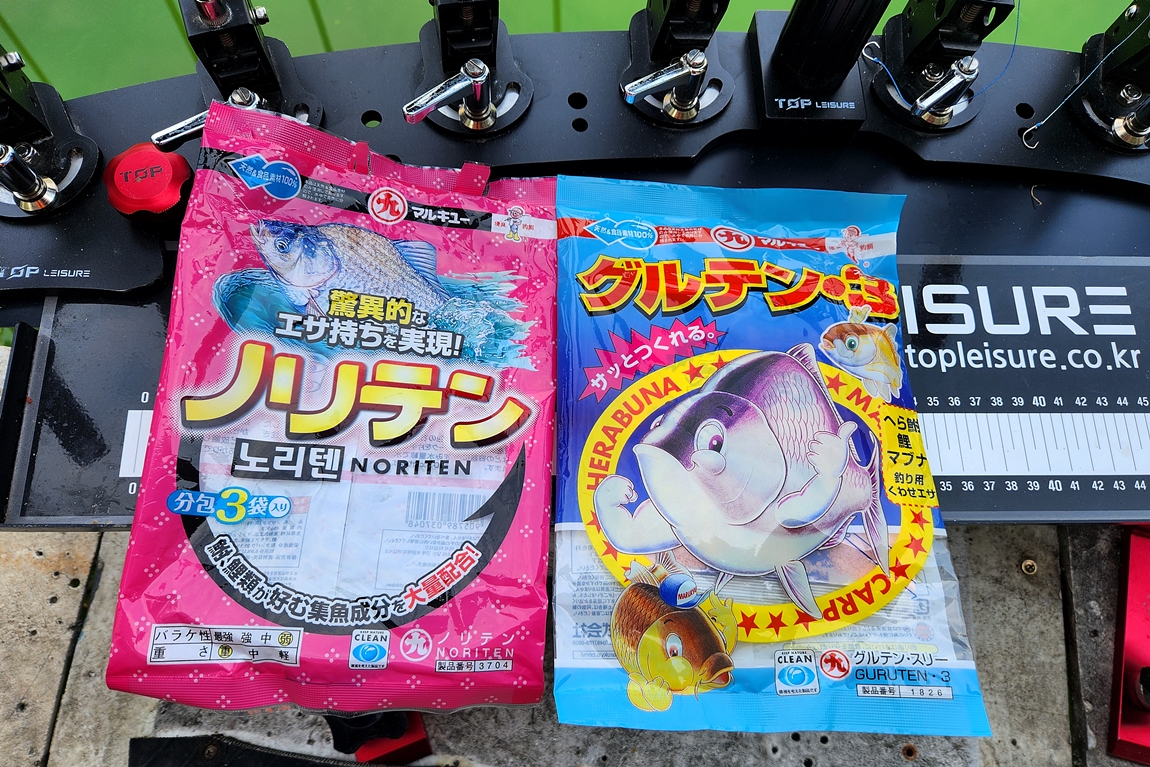 TOP LEISURE
TOP
TOP LEISURE
天然&食品素材100%
マルキユー
驚異的な
エサ持ちを実現!
ノリテン
노리텐 NORITEN
分包3袋入り
鮒、鯉類が好む集魚成分を大量配合!
バラケ性 最強 強 中 弱
重さ 重 中 軽
KEEP NATURE
CLEAN
ノリテン
NORITEN
製品番号 3704
天然&食品素材100%
マルキユー
グルテン・3
サッとつくれる。
HERABUNA
CARP
へら鮒
鯉
マブナ
釣り用
くわせエサ
Marukyu
KEEP NATURE
CLEAN
グルテン・スリー
GURUTEN・3
製品番号 1826
ISURE
topleisure.co.kr
35 36 37 38 39 40 41 42 43 44 45
38 39 40 41 42 43 44